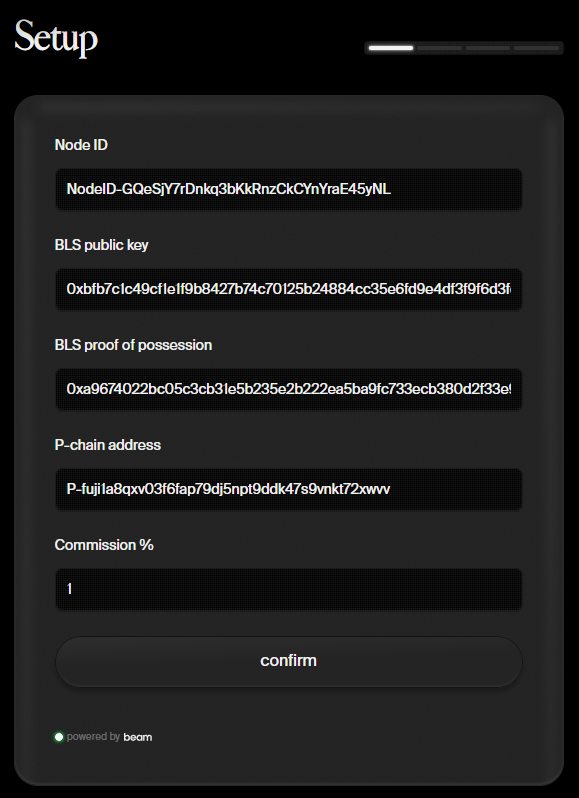 Setup
Node ID
NodeID-GQeSjY7rDnkq3bKkRnzCkCYnYraE45yNL
BLS public key
0xbfb7c1c49cf1e1f9b8427b74c70125b24884cc35e6fd9e4df3f9f6d3f
BLS proof of possession
0xa9674022bc05c3cb31e5b235e2b222ea5ba9fc733ecb380d2f33e9
P-chain address
P-fuji1a8qxv03f6fap79dj5npt9ddk47s9vnkt72xwvv
Commission %
1
confirm
powered by beam